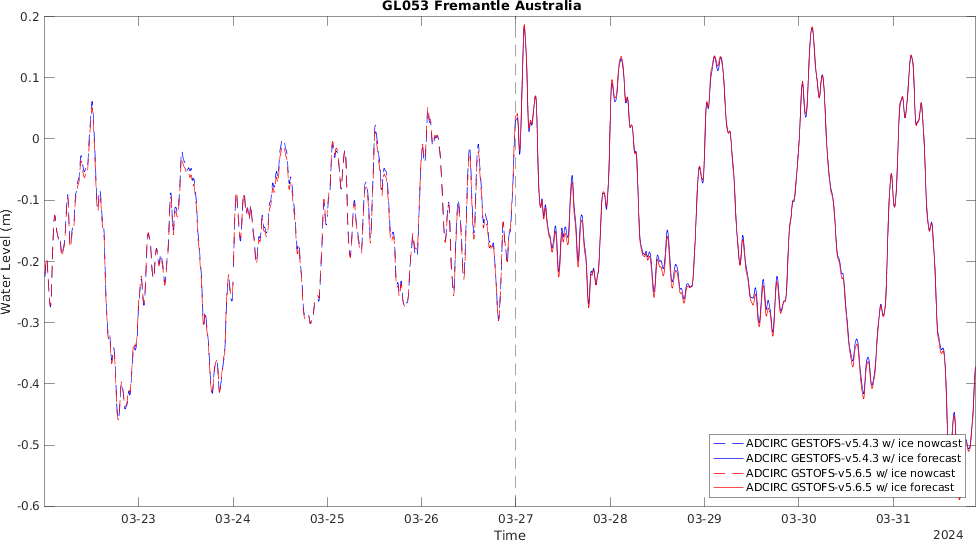 GL053 Fremantle Australia
0.2
0.1
0
-0.1
-0.2
-0.3
-0.4
-0.5
-0.6
Water Level (m)
ADCIRC GESTOFS-v5.4.3 w/ ice nowcast
ADCIRC GESTOFS-v5.4.3 w/ ice forecast
ADCIRC GSTOFS-v5.6.5 w/ ice nowcast
ADCIRC GSTOFS-v5.6.5 w/ ice forecast
03-23 03-24 03-25 03-26 03-27 03-28 03-29 03-30 03-31
Time
2024